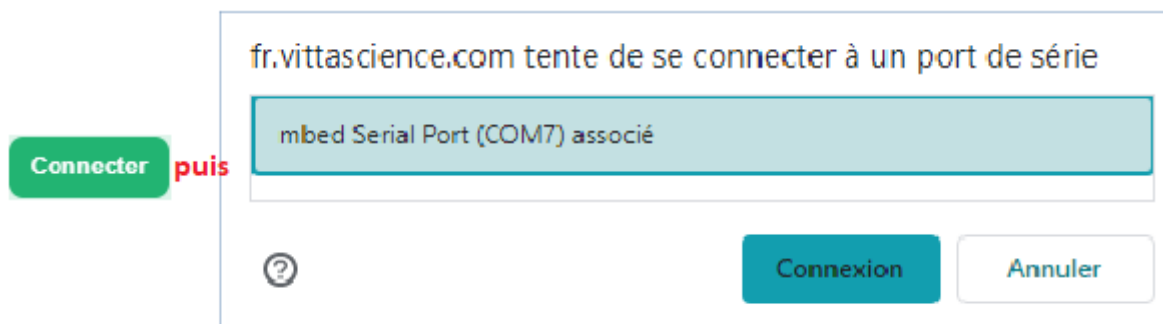 fr.vittascience.com tente de se connecter à un port de série
mbed Serial Port (COM7) associé
Connecter puis
Connexion Annuler